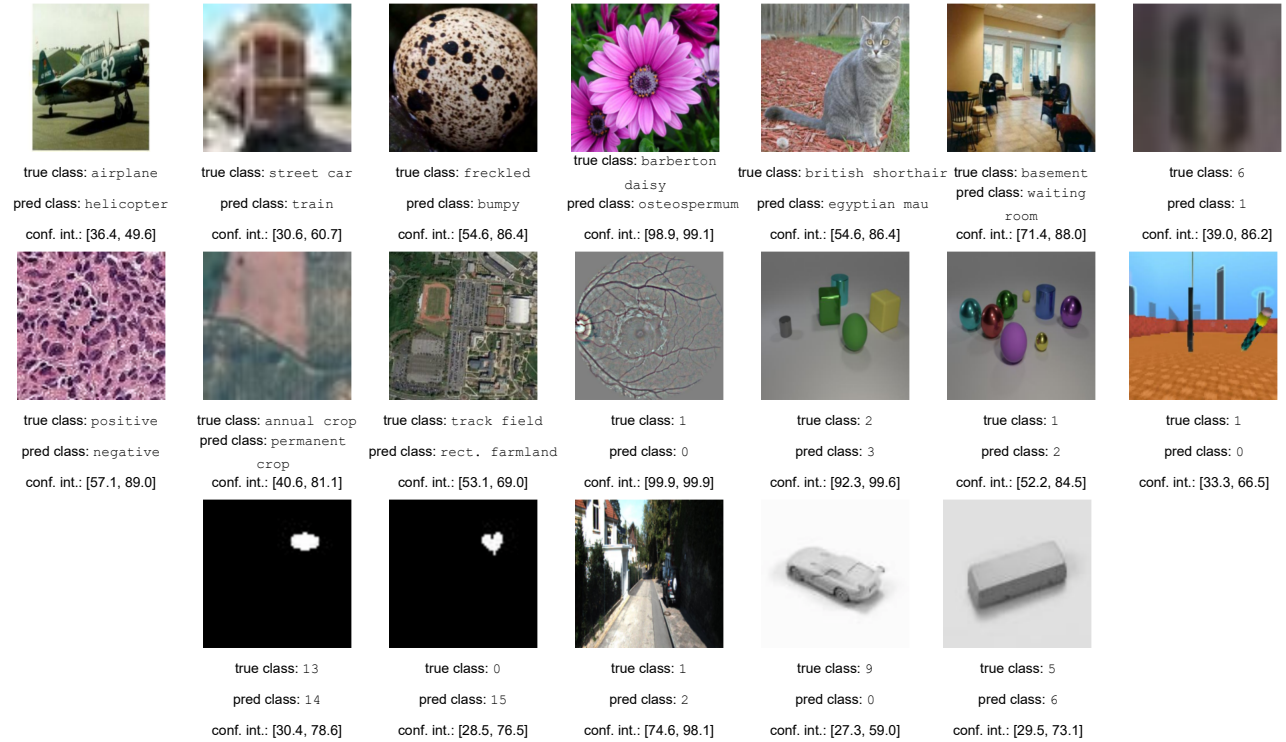 82
true class: airplane
pred class: helicopter
conf. int.: [36.4, 49.6]
true class: street car
pred class: train
conf. int.: [30.6, 60.7]
true class: freckled
pred class: bumpy
conf. int.: [54.6, 86.4]
true class: barberton
daisy
pred class: osteospermum
conf. int.: [98.9, 99.1]
true class: british shorthair
pred class: egyptian mau
conf. int.: [54.6, 86.4]
true class: basement
pred class: waiting
room
conf. int.: [71.4, 88.0]
true class: 6
pred class: 1
conf. int.: [39.0, 86.2]
true class: positive
pred class: negative
conf. int.: [57.1, 89.0]
true class: annual crop
pred class: permanent
crop
conf. int.: [40.6, 81.1]
true class: track field
pred class: rect. farmland
conf. int.: [53.1, 69.0]
true class: 1
pred class: 0
conf. int.: [99.9, 99.9]
true class: 2
pred class: 3
conf. int.: [92.3, 99.6]
true class: 1
pred class: 2
conf. int.: [52.2, 84.5]
true class: 1
pred class: 0
conf. int.: [33.3, 66.5]
true class: 13
pred class: 14
conf. int.: [30.4, 78.6]
true class: 0
pred class: 15
conf. int.: [28.5, 76.5]
true class: 1
pred class: 2
conf. int.: [74.6, 98.1]
true class: 9
pred class: 0
conf. int.: [27.3, 59.0]
true class: 5
pred class: 6
conf. int.: [29.5, 73.1]